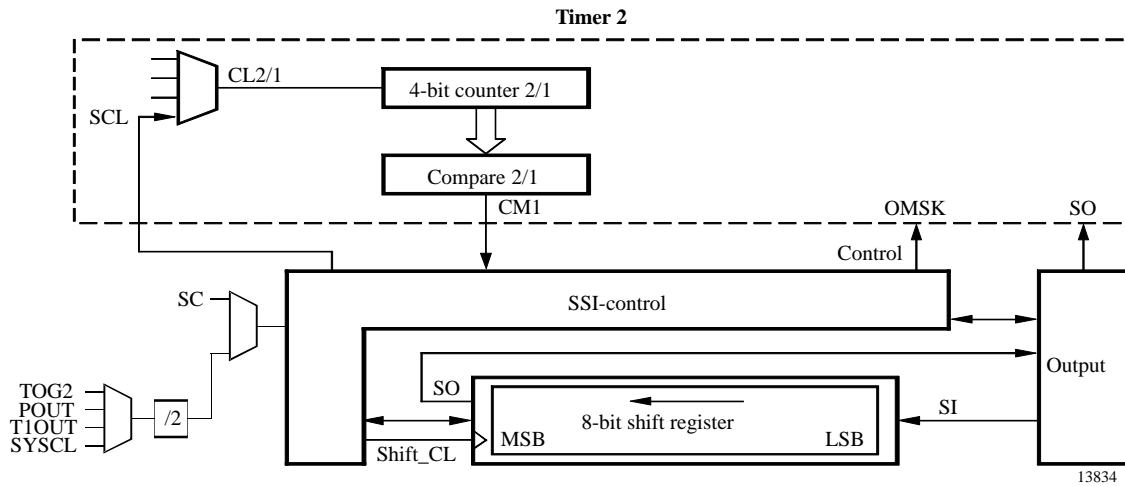 Timer 2
CL2/1
4-bit counter 2/1
SCL
Compare 2/1
CM1
OMSK
SO
Control
SC
SSI-control
TOG2
POUT
T1OUT
SYSCL
/2
Output
SO
8-bit shift register
SI
MSB
LSB
Shift_CL
13834